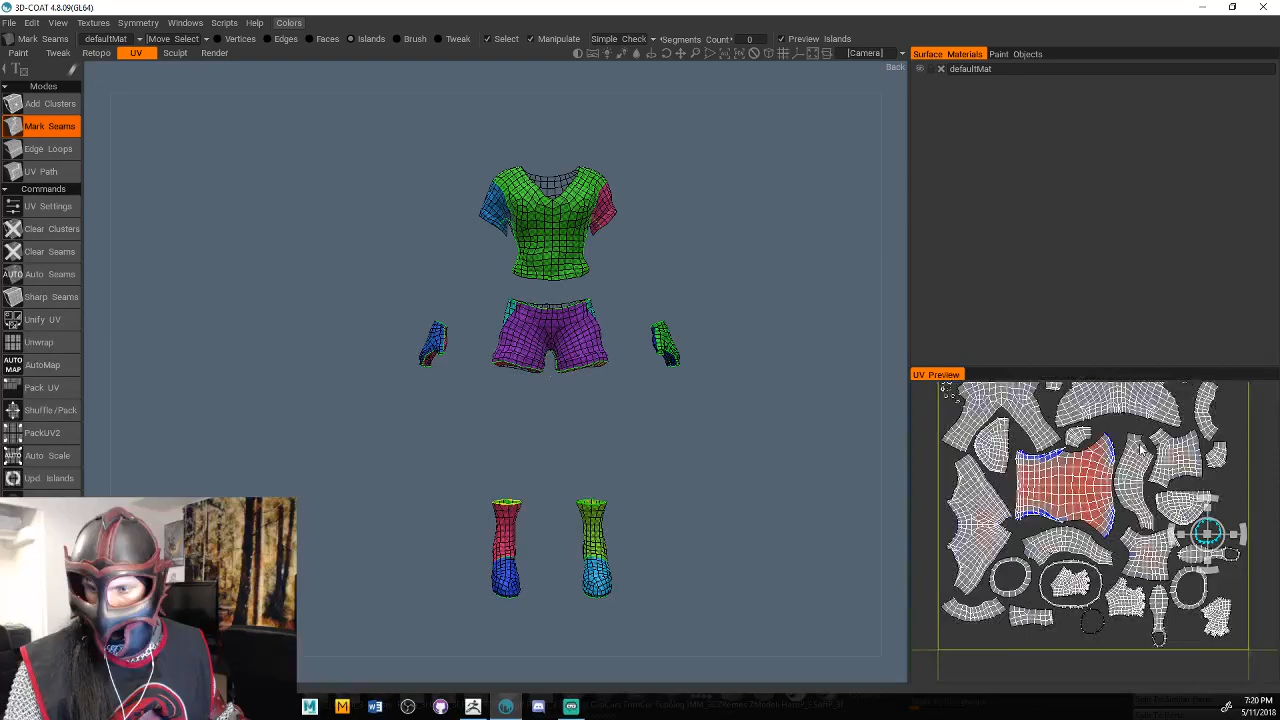 3D-COAT 4.8.09(GL64)
File Edit View Textures Symmetry Windows Scripts Help Colors
Mark Seams defaultMat [Move Select Vertices Edges Faces Islands Brush Tweak Select Manipulate Simple Check Segments Count: 0 Preview Islands
Paint Tweak Retopo UV Sculpt Render [Camera]
Surface Materials Paint Objects
Back
defaultMat
Modes
Add Clusters
Mark Seams
Edge Loops
UV Path
Commands
UV Settings
Clear Clusters
Clear Seams
AUTO Auto Seams
Sharp Seams
Unify UV
Unwrap
AUTO MAP AutoMap
Pack UV
UV Preview
Shuffle/Pack
PackUV2
AUTO Auto Scale
Upd. Islands
7:20 PM
5/11/2018